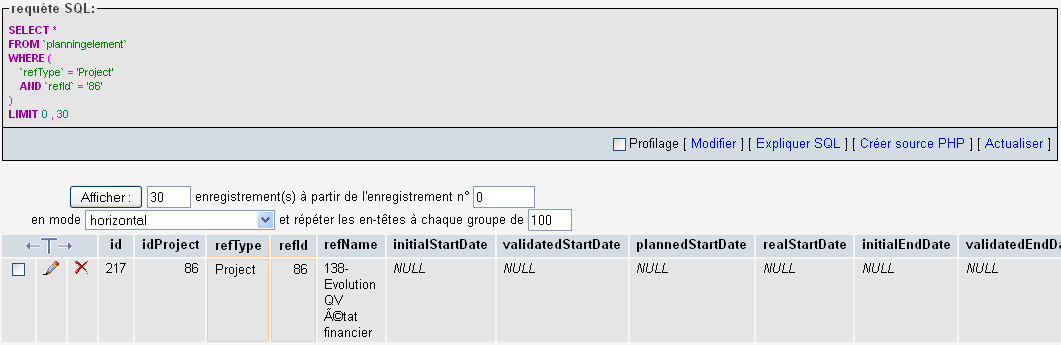 requête SQL:
SELECT *
FROM `planningelement`
WHERE (
`refType` = 'Project'
AND `refId` = '86'
)
LIMIT 0 , 30
Profilage [ Modifier ] [ Expliquer SQL ] [ Créer source PHP ] [ Actualiser ]
Afficher : 30 enregistrement(s) à partir de l'enregistrement n° 0
en mode horizontal et répéter les en-têtes à chaque groupe de 100
←T→ id idProject refType refId refName initialStartDate validatedStartDate plannedStartDate realStartDate initialEndDate validatedEndDa
217 86 Project 86 138- NULL NULL NULL NULL NULL NULL
Evolution
QV
Ã©tat
financier